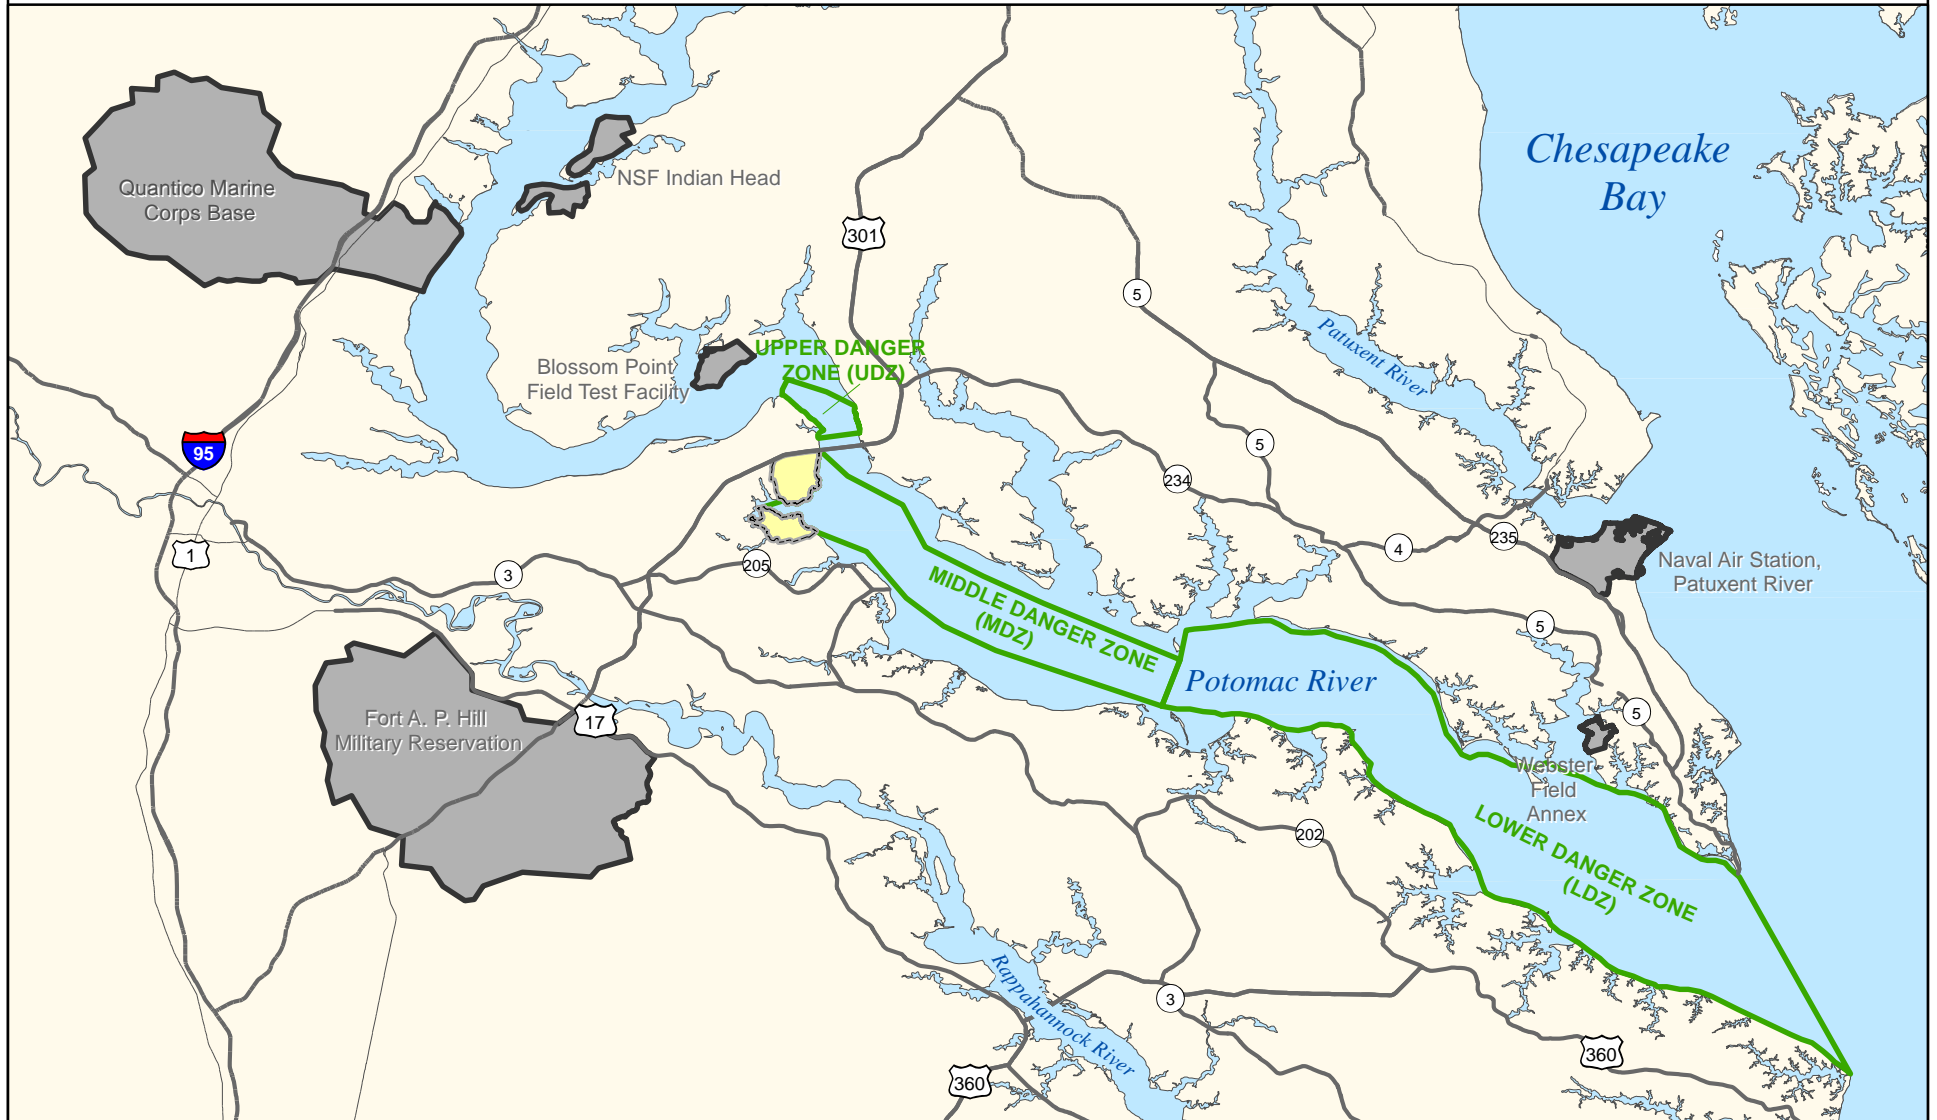 Chesapeake
Bay
Quantico Marine
Corps Base
NSF Indian Head
301
5
Patuxent River
UPPER DANGER
ZONE (UDZ)
Blossom Point
Field Test Facility
95
5
234
1
3
205
4
235
Naval Air Station,
Patuxent River
MIDDLE DANGER ZONE
(MDZ)
5
Potomac River
17
Fort A. P. Hill
Military Reservation
5
Webster
Field
Annex
LOWER DANGER ZONE
(LDZ)
202
Rappahannock River
3
360
360